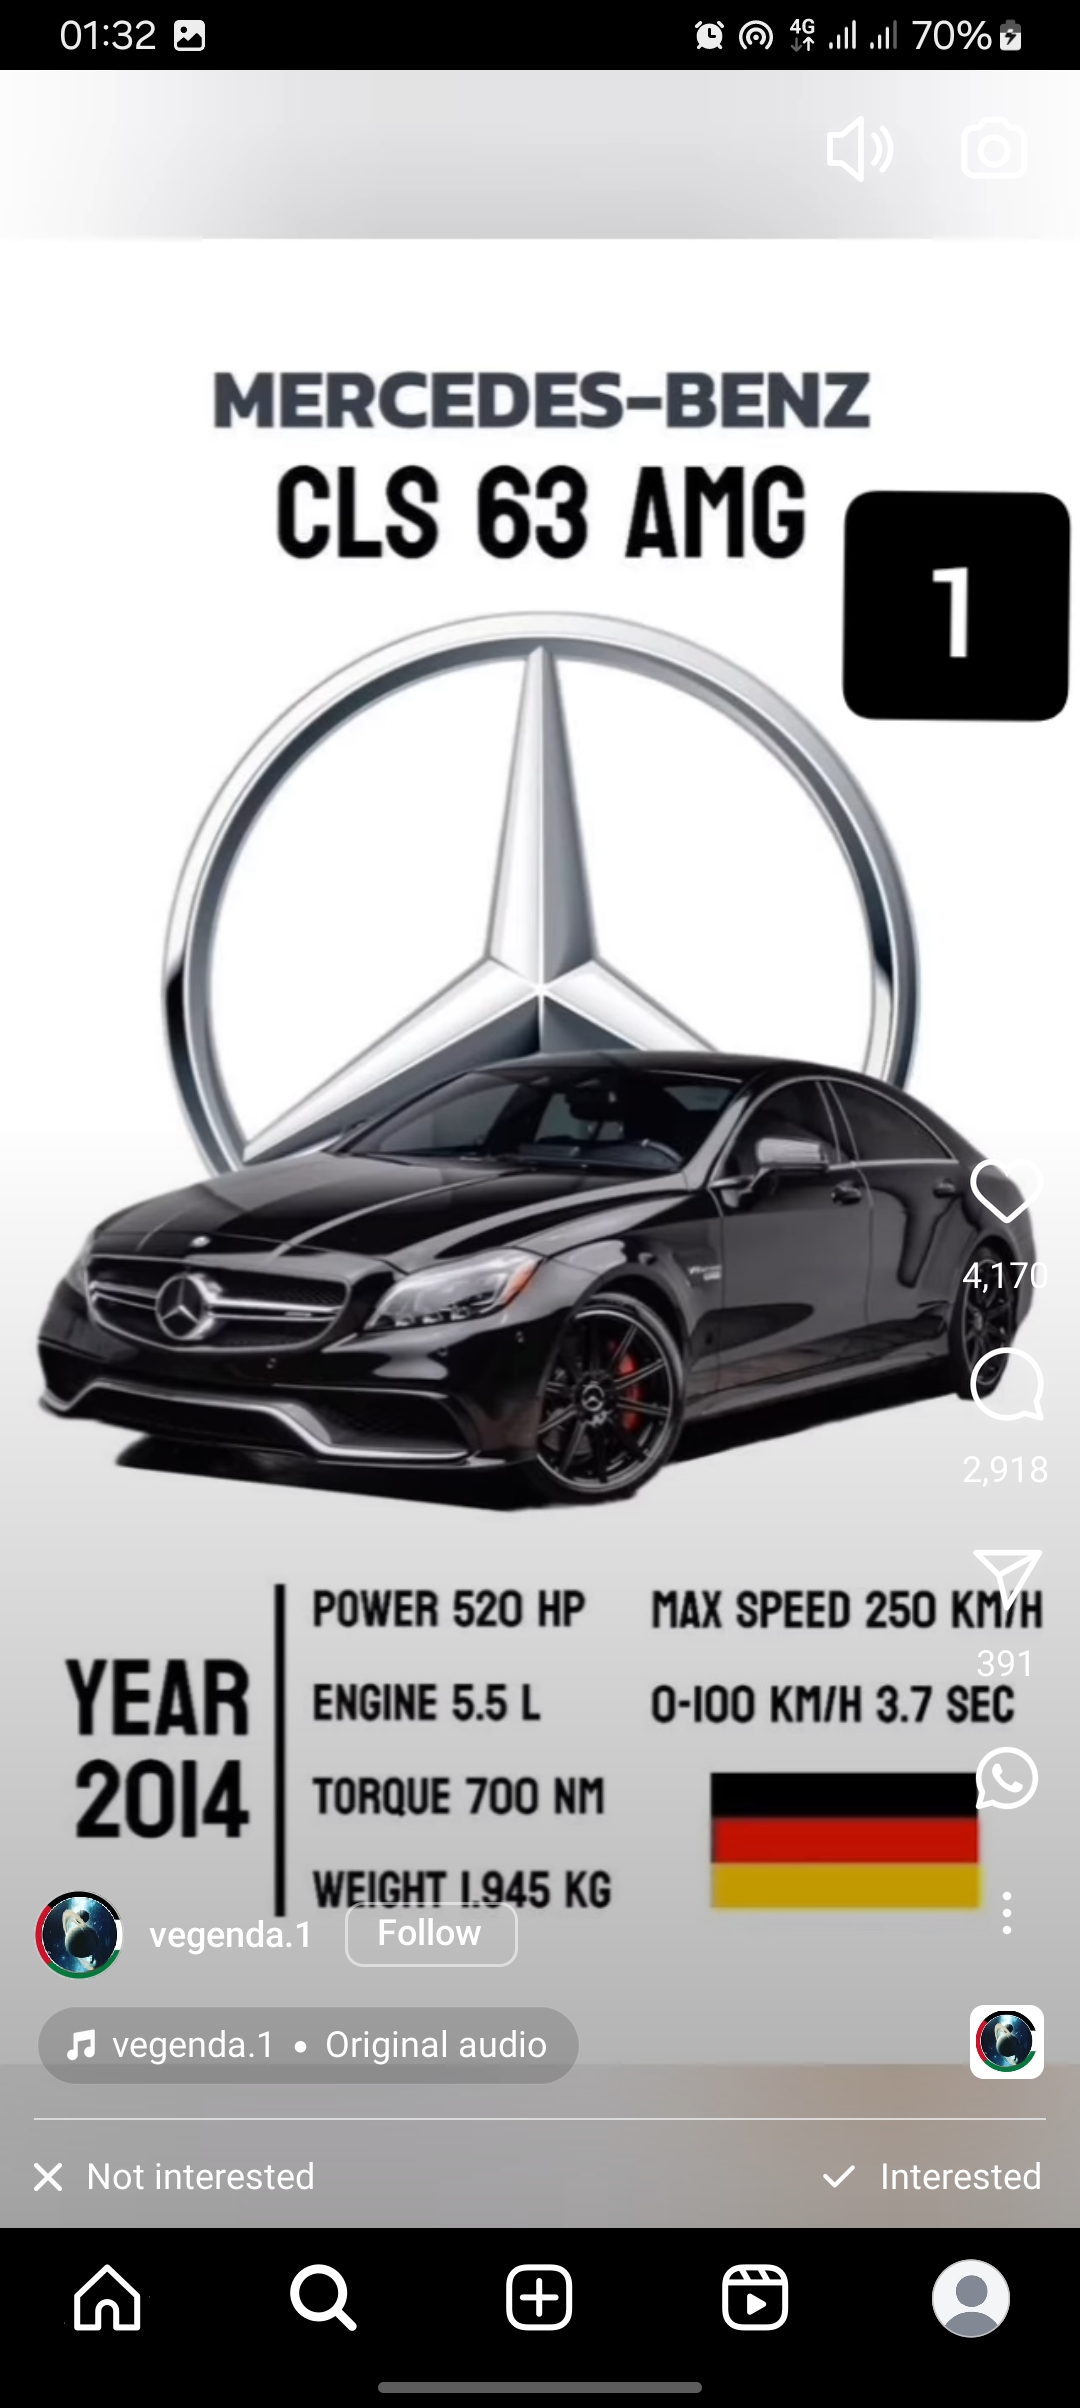 01:32
4G
70%
MERCEDES-BENZ
CLS 63 AMG
1
4,170
2,918
391
YEAR
2014
POWER 520 HP
ENGINE 5.5 L
TORQUE 700 NM
WEIGHT 1.945 KG
MAX SPEED 250 KM/H
0-100 KM/H 3.7 SEC
vegenda.1
Follow
vegenda.1 • Original audio
Not interested
Interested